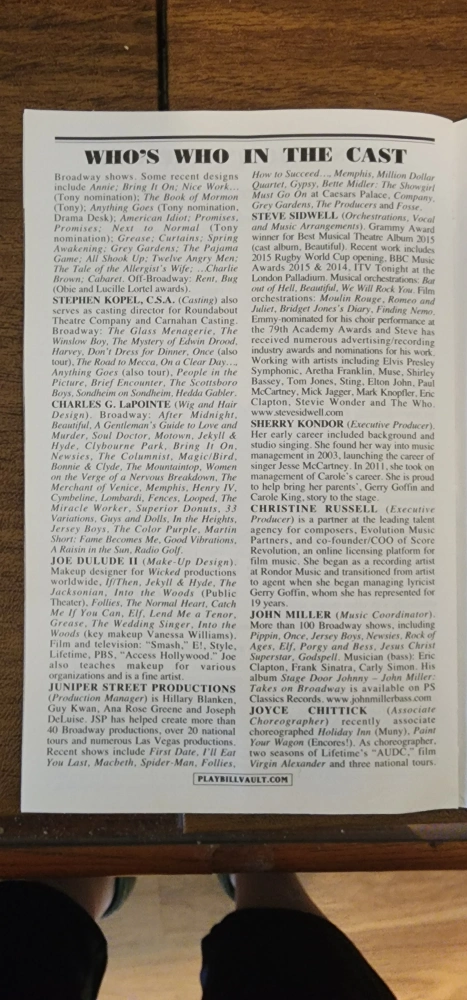 WHO'S WHO IN THE CAST
Broadway shows. Some recent designs
include Annie; Bring It On; Nice Work...
(Tony nomination); The Book of Mormon
(Tony); Anything Goes (Tony nomination,
Drama Desk); American Idiot; Promises,
Promises; Next to Normal (Tony
nomination); Grease; Curtains; Spring
Awakening; Grey Gardens; The Pajama
Game; All Shook Up; Twelve Angry Men;
The Tale of the Allergist's Wife; ...Charlie
Brown; Cabaret. Off-Broadway: Rent, Bug
(Obie and Lucille Lortel awards).
STEPHEN KOPEL, C.S.A. (Casting) also
serves as casting director for Roundabout
Theatre Company and Carnahan Casting.
Broadway: The Glass Menagerie, The
Winslow Boy, The Mystery of Edwin Drood,
Harvey, Don't Dress for Dinner, Once (also
tour), The Road to Mecca, On a Clear Day...,
Anything Goes (also tour), People in the
Picture, Brief Encounter, The Scottsboro
Boys, Sondheim on Sondheim, Hedda Gabler.
CHARLES G. LaPOINTE (Wig and Hair
Design). Broadway: After Midnight,
Beautiful, A Gentleman's Guide to Love and
Murder, Soul Doctor, Motown, Jekyll &
Hyde, Clybourne Park, Bring It On,
Newsies, The Columnist, Magic/Bird,
Bonnie & Clyde, The Mountaintop, Women
on the Verge of a Nervous Breakdown, The
Merchant of Venice, Memphis, Henry IV,
Cymbeline, Lombardi, Fences, Looped, The
Miracle Worker, Superior Donuts, 33
Variations, Guys and Dolls, In the Heights,
Jersey Boys, The Color Purple, Martin
Short: Fame Becomes Me, Good Vibrations,
A Raisin in the Sun, Radio Golf.
JOE DULUDE II (Make-Up Design).
Makeup designer for Wicked productions
worldwide, If/Then, Jekyll & Hyde, The
Jacksonian, Into the Woods (Public
Theater), Follies, The Normal Heart, Catch
Me If You Can, Elf, Lend Me a Tenor,
Grease, The Wedding Singer, Into the
Woods (key makeup Vanessa Williams).
Film and television: "Smash," E!, Style,
Lifetime, PBS, "Access Hollywood." Joe
also teaches makeup for various
organizations and is a fine artist.
JUNIPER STREET PRODUCTIONS
(Production Manager) is Hillary Blanken,
Guy Kwan, Ana Rose Greene and Joseph
DeLuise. JSP has helped create more than
40 Broadway productions, over 20 national
tours and numerous Las Vegas productions.
Recent shows include First Date, I'll Eat
You Last, Macbeth, Spider-Man, Follies,
How to Succeed..., Memphis, Million Dollar
Quartet, Gypsy, Bette Midler: The Showgirl
Must Go On at Caesars Palace, Company,
Grey Gardens, The Producers and Fosse.
STEVE SIDWELL (Orchestrations, Vocal
and Music Arrangements). Grammy Award
winner for Best Musical Theatre Album 2015
(cast album, Beautiful). Recent work includes
2015 Rugby World Cup opening, BBC Music
Awards 2015 & 2014, ITV Tonight at the
London Palladium. Musical orchestrations: Bat
out of Hell, Beautiful, We Will Rock You. Film
orchestrations: Moulin Rouge, Romeo and
Juliet, Bridget Jones's Diary, Finding Nemo.
Emmy-nominated for his choir performance at
the 79th Academy Awards and Steve has
received numerous advertising/recording
industry awards and nominations for his work.
Working with artists including Elvis Presley
Symphonic, Aretha Franklin, Muse, Shirley
Bassey, Tom Jones, Sting, Elton John, Paul
McCartney, Mick Jagger, Mark Knopfler, Eric
Clapton, Stevie Wonder and The Who.
www.stevesidwell.com
SHERRY KONDOR (Executive Producer).
Her early career included background and
studio singing. She found her way into music
management in 2003, launching the career of
singer Jesse McCartney. In 2011, she took on
management of Carole's career. She is proud
to help bring her parents', Gerry Goffin and
Carole King, story to the stage.
CHRISTINE RUSSELL (Executive
Producer) is a partner at the leading talent
agency for composers, Evolution Music
Partners, and co-founder/COO of Score
Revolution, an online licensing platform for
film music. She began as a recording artist
at Rondor Music and transitioned from artist
to agent when she began managing lyricist
Gerry Goffin, whom she has represented for
19 years.
JOHN MILLER (Music Coordinator).
More than 100 Broadway shows, including
Pippin, Once, Jersey Boys, Newsies, Rock of
Ages, Elf, Porgy and Bess, Jesus Christ
Superstar, Godspell. Musician (bass): Eric
Clapton, Frank Sinatra, Carly Simon. His
album Stage Door Johnny – John Miller:
Takes on Broadway is available on PS
Classics Records. www.johnmillerbass.com
JOYCE CHITTICK (Associate
Choreographer) recently associate
choreographed Holiday Inn (Muny), Paint
Your Wagon (Encores!). As choreographer,
two seasons of Lifetime's "AUDC," film
Virgin Alexander and three national tours.
PLAYBILLVAULT.COM